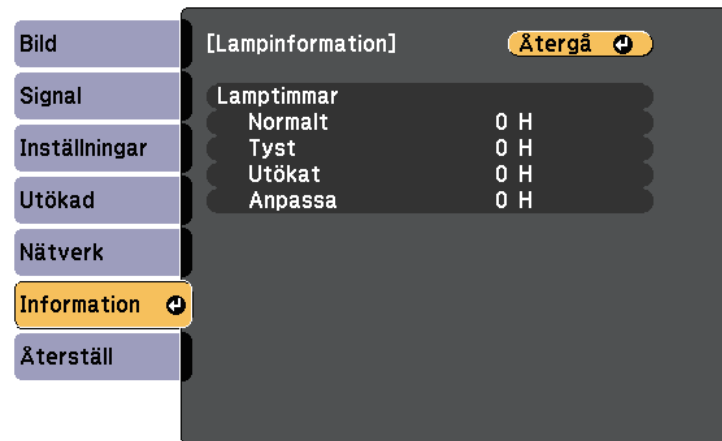 Bild
Signal
Inställningar
Utökad
Nätverk
Information
Återställ
[Lampinformation] Återgå
Lamptimmar
Normalt 0 H
Tyst 0 H
Utökat 0 H
Anpassa 0 H